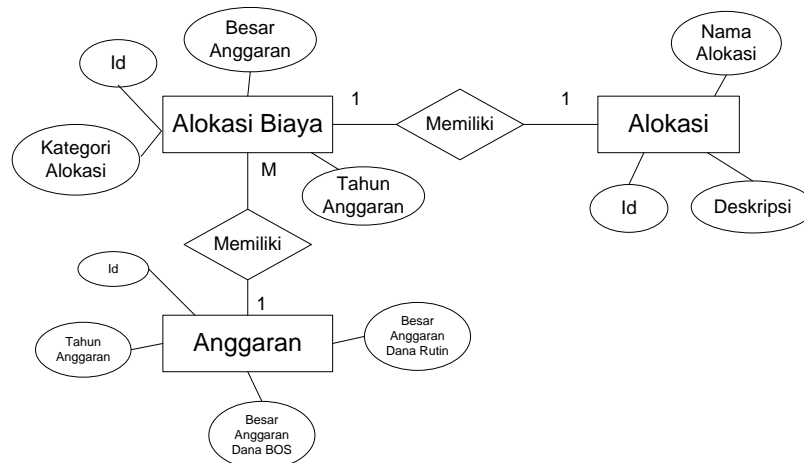 Besar
Anggaran
Nama
Alokasi
Id
1
1
Alokasi Biaya
Memiliki
Alokasi
Kategori
Alokasi
M
Tahun
Anggaran
Id
Deskripsi
Memiliki
Id
1
Tahun
Anggaran
Anggaran
Besar
Anggaran
Dana Rutin
Besar
Anggaran
Dana BOS